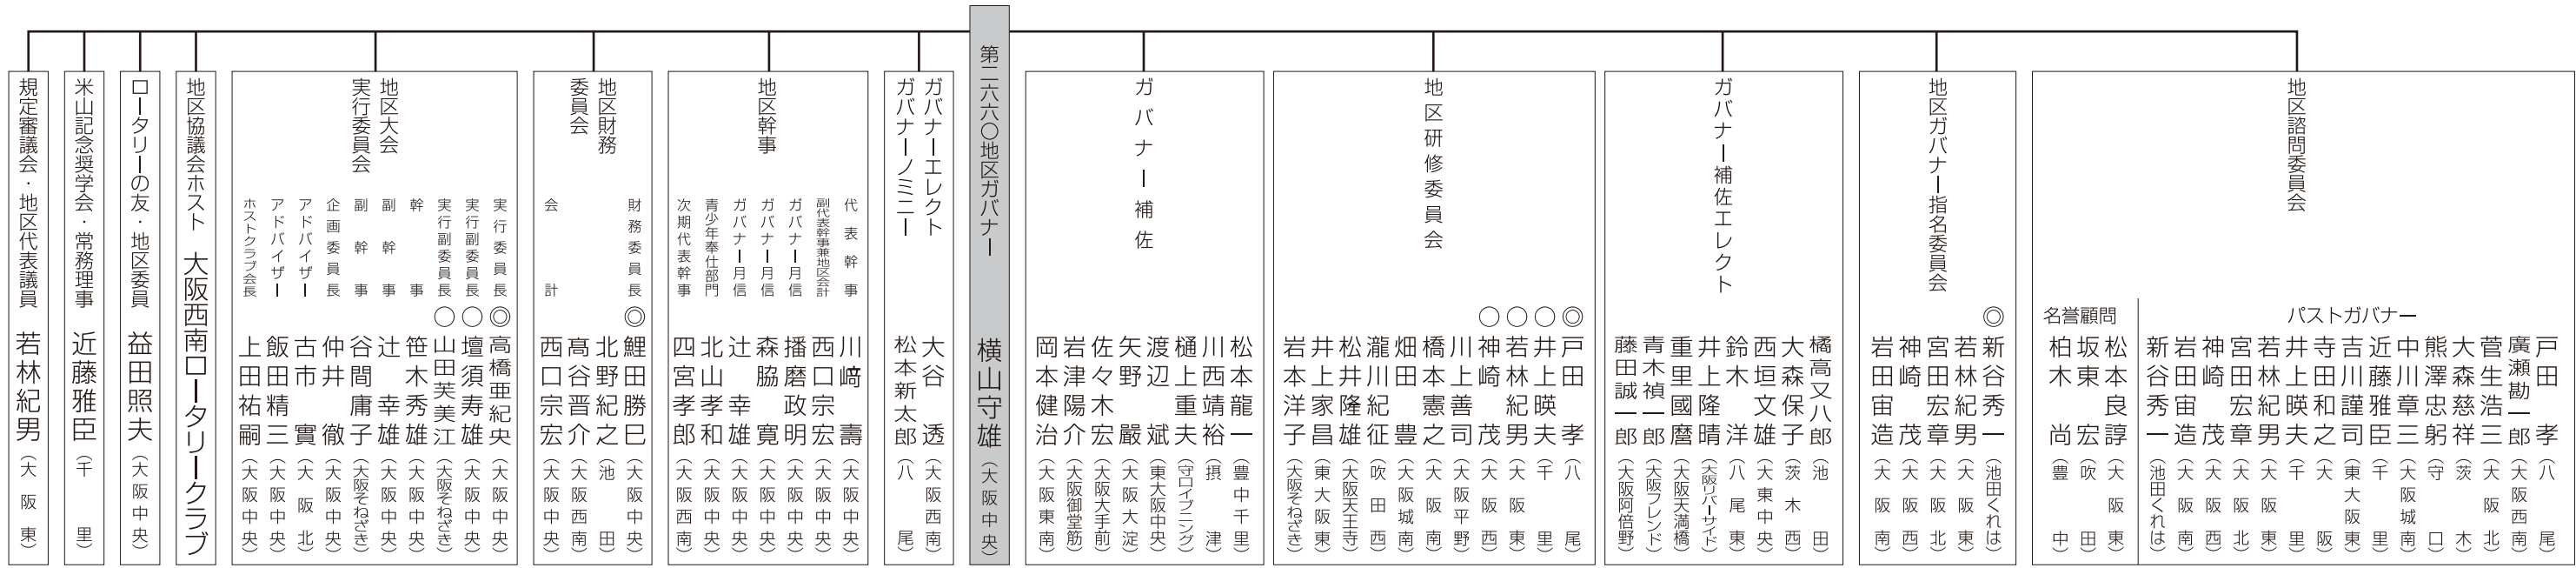 地区諮問委員会
パストガバナー
戸田 孝（八尾）
廣瀬勘一郎（大阪西南）
菅生浩三（大阪北）
大森慈祥（茨木）
熊澤忠躬（守口）
中川章三（大阪城南）
近藤雅臣（千里）
吉川謹司（東大阪東）
寺田和之（大阪）
井上暎夫（千里）
若林紀男（大阪東）
宮田宏章（大阪北）
神崎 茂（大阪西）
岩田宙造（大阪南）
新谷秀一（池田くれは）
名誉顧問
松本良諄（大阪東）
坂東 宏（吹田）
柏木 尚（豊中）
地区ガバナー指名委員会
◎新谷秀一（池田くれは）
若林紀男（大阪東）
宮田宏章（大阪北）
神崎 茂（大阪西）
岩田宙造（大阪南）
ガバナー補佐エレクト
橘高又八郎（池田）
大森保子（茨木西）
西垣文雄（大東中央）
鈴木 洋（八尾東）
井上隆晴（大阪リバーサイド）
重里國麿（大阪天満橋）
青木禎一郎（大阪フレンド）
藤田誠一郎（大阪阿倍野）
地区研修委員会
◎戸田 孝（八尾）
○井上暎夫（千里）
○若林紀男（大阪東）
○神崎 茂（大阪西）
川上善司（大阪平野）
橋本憲之（大阪南）
畑田 豊（大阪城南）
瀧川紀征（吹田西）
松井隆雄（大阪天王寺）
井上家昌（東大阪東）
岩本洋子（大阪そねざき）
ガバナー補佐
松本龍一（豊中千里）
川西靖裕（摂津）
樋上重夫（守口イブニング）
渡辺 斌（東大阪中央）
矢野 嚴（大阪大淀）
佐々木宏（大阪大手前）
岩津陽介（大阪御堂筋）
岡本健治（大阪東南）
第二六六〇地区ガバナー 横山守雄（大阪中央）
ガバナーエレクト 大谷 透（大阪西南）
ガバナーノミニー 松本新太郎（八尾）
地区幹事
代表幹事 川﨑 壽（大阪中央）
副代表幹事兼地区会計 西口宗宏（大阪中央）
ガバナー月信 播磨政明（大阪中央）
ガバナー月信 森脇 寛（大阪中央）
ガバナー月信 辻 幸雄（大阪中央）
青少年奉仕部門 北山孝和（大阪中央）
次期代表幹事 四宮孝郎（大阪西南）
地区財務
委員会
財務委員長 ◎鯉田勝巳（大阪中央）
北野紀之（池田）
髙谷晋介（大阪西南）
会計 西口宗宏（大阪中央）
地区大会
実行委員会
実行委員長 ◎高橋亜紀央（大阪中央）
実行副委員長 ○壇須寿雄（大阪中央）
実行副委員長 ○山田芙美江（大阪そねざき）
幹事 笹木秀雄（大阪中央）
副幹事 辻 幸雄（大阪中央）
副幹事 谷間庸子（大阪そねざき）
企画委員長 仲井 徹（大阪中央）
アドバイザー 古市 實（大阪北）
アドバイザー 飯田精三（大阪中央）
ホストクラブ会長 上田祐嗣（大阪中央）
地区協議会ホスト 大阪西南ロータリークラブ
ロータリーの友・地区委員 益田照夫（大阪中央）
米山記念奨学会・常務理事 近藤雅臣（千里）
規定審議会・地区代表議員 若林紀男（大阪東）